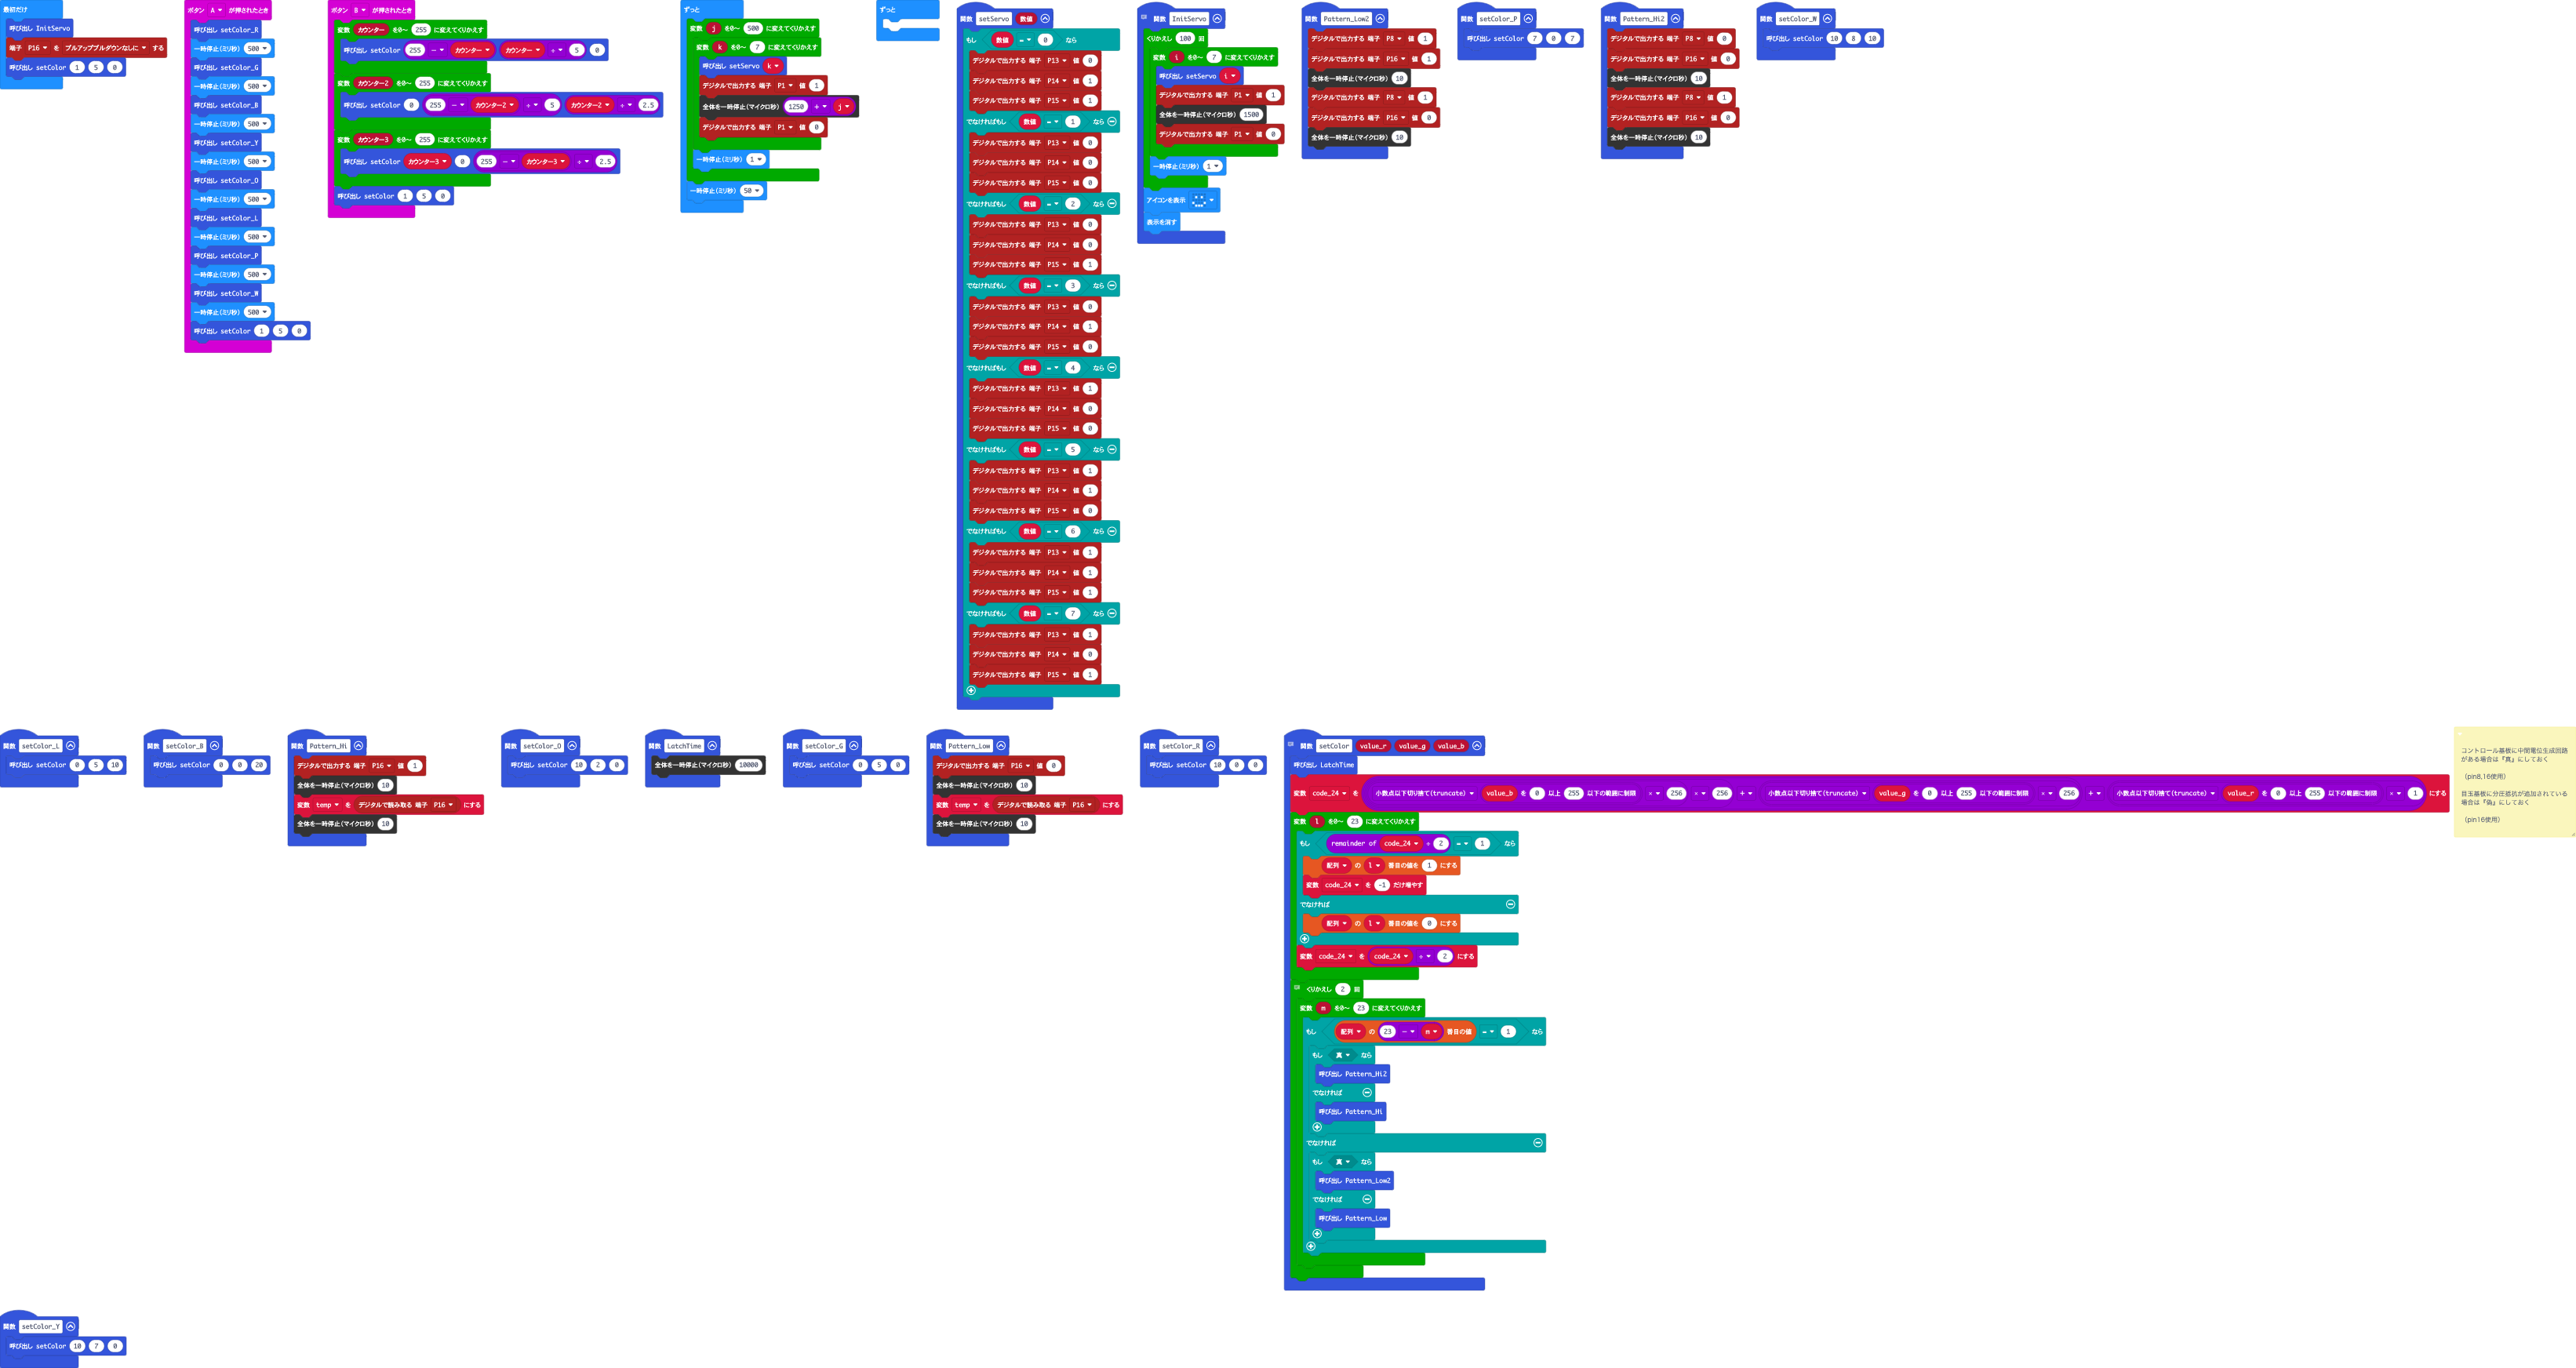 最初だけ
呼び出し InitServo
端子 P16 を プルアッププルダウンなしに する
呼び出し setColor 1 5 0
ボタン A が押されたとき
呼び出し setColor_R
一時停止(ミリ秒) 500
呼び出し setColor_G
一時停止(ミリ秒) 500
呼び出し setColor_B
一時停止(ミリ秒) 500
呼び出し setColor_Y
一時停止(ミリ秒) 500
呼び出し setColor_O
一時停止(ミリ秒) 500
呼び出し setColor_L
一時停止(ミリ秒) 500
呼び出し setColor_P
一時停止(ミリ秒) 500
呼び出し setColor_W
一時停止(ミリ秒) 500
呼び出し setColor 1 5 0
ボタン B が押されたとき
変数 カウンター を0〜 255 に変えてくりかえす
呼び出し setColor 255 - カウンター カウンター ÷ 5 0
変数 カウンター2 を0〜 255 に変えてくりかえす
呼び出し setColor 0 255 - カウンター2 ÷ 5 カウンター2 ÷ 2.5
変数 カウンター3 を0〜 255 に変えてくりかえす
呼び出し setColor カウンター3 0 255 - カウンター3 ÷ 2.5
呼び出し setColor 1 5 0
ずっと
変数 j を0〜 500 に変えてくりかえす
変数 k を0〜 7 に変えてくりかえす
呼び出し setServo k
デジタルで出力する 端子 P1 値 1
全体を一時停止(マイクロ秒) 1250 + j
デジタルで出力する 端子 P1 値 0
一時停止(ミリ秒) 1
一時停止(ミリ秒) 50
ずっと
関数 setServo 数値
もし 数値 = 0 なら
デジタルで出力する 端子 P13 値 0
デジタルで出力する 端子 P14 値 1
デジタルで出力する 端子 P15 値 1
でなければもし 数値 = 1 なら
デジタルで出力する 端子 P13 値 0
デジタルで出力する 端子 P14 値 0
デジタルで出力する 端子 P15 値 0
でなければもし 数値 = 2 なら
デジタルで出力する 端子 P13 値 0
デジタルで出力する 端子 P14 値 0
デジタルで出力する 端子 P15 値 1
でなければもし 数値 = 3 なら
デジタルで出力する 端子 P13 値 0
デジタルで出力する 端子 P14 値 1
デジタルで出力する 端子 P15 値 0
でなければもし 数値 = 4 なら
デジタルで出力する 端子 P13 値 1
デジタルで出力する 端子 P14 値 0
デジタルで出力する 端子 P15 値 0
でなければもし 数値 = 5 なら
デジタルで出力する 端子 P13 値 1
デジタルで出力する 端子 P14 値 1
デジタルで出力する 端子 P15 値 0
でなければもし 数値 = 6 なら
デジタルで出力する 端子 P13 値 1
デジタルで出力する 端子 P14 値 1
デジタルで出力する 端子 P15 値 1
でなければもし 数値 = 7 なら
デジタルで出力する 端子 P13 値 1
デジタルで出力する 端子 P14 値 0
デジタルで出力する 端子 P15 値 1
関数 InitServo
くりかえし 100 回
変数 i を0〜 7 に変えてくりかえす
呼び出し setServo i
デジタルで出力する 端子 P1 値 1
全体を一時停止(マイクロ秒) 1500
デジタルで出力する 端子 P1 値 0
一時停止(ミリ秒) 1
アイコンを表示
表示を消す
関数 Pattern_Low2
デジタルで出力する 端子 P8 値 1
デジタルで出力する 端子 P16 値 1
全体を一時停止(マイクロ秒) 10
デジタルで出力する 端子 P8 値 1
デジタルで出力する 端子 P16 値 0
全体を一時停止(マイクロ秒) 10
関数 setColor_P
呼び出し setColor 7 0 7
関数 Pattern_Hi2
デジタルで出力する 端子 P8 値 0
デジタルで出力する 端子 P16 値 0
全体を一時停止(マイクロ秒) 10
デジタルで出力する 端子 P8 値 1
デジタルで出力する 端子 P16 値 0
全体を一時停止(マイクロ秒) 10
関数 setColor_W
呼び出し setColor 10 8 10
関数 setColor_L
呼び出し setColor 0 5 10
関数 setColor_B
呼び出し setColor 0 0 20
関数 Pattern_Hi
デジタルで出力する 端子 P16 値 1
全体を一時停止(マイクロ秒) 10
変数 temp を デジタルで読み取る 端子 P16 にする
全体を一時停止(マイクロ秒) 10
関数 setColor_O
呼び出し setColor 10 2 0
関数 LatchTime
全体を一時停止(マイクロ秒) 10000
関数 setColor_G
呼び出し setColor 0 5 0
関数 Pattern_Low
デジタルで出力する 端子 P16 値 0
全体を一時停止(マイクロ秒) 10
変数 temp を デジタルで読み取る 端子 P16 にする
全体を一時停止(マイクロ秒) 10
関数 setColor_R
呼び出し setColor 10 0 0
関数 setColor value_r value_g value_b
呼び出し LatchTime
変数 code_24 を 小数点以下切り捨て(truncate) value_b を 0 以上 255 以下の範囲に制限 × 256 × 256 + 小数点以下切り捨て(truncate) value_g を 0 以上 255 以下の範囲に制限 × 256 + 小数点以下切り捨て(truncate) value_r を 0 以上 255 以下の範囲に制限 × 1 にする
変数 l を0〜 23 に変えてくりかえす
もし remainder of code_24 ÷ 2 = 1 なら
配列 の l 番目の値を 1 にする
変数 code_24 を -1 だけ増やす
でなければ
配列 の l 番目の値を 0 にする
変数 code_24 を code_24 ÷ 2 にする
くりかえし 2 回
変数 m を0〜 23 に変えてくりかえす
もし 配列 の 23 - m 番目の値 = 1 なら
もし 真 なら
呼び出し Pattern_Hi2
でなければ
呼び出し Pattern_Hi
でなければ
もし 真 なら
呼び出し Pattern_Low2
でなければ
呼び出し Pattern_Low
コントロール基板に中間電位生成回路
がある場合は『真』にしておく
（pin8,16使用）
目玉基板に分圧抵抗が追加されている
場合は『偽』にしておく
（pin16使用）
関数 setColor_Y
呼び出し setColor 10 7 0